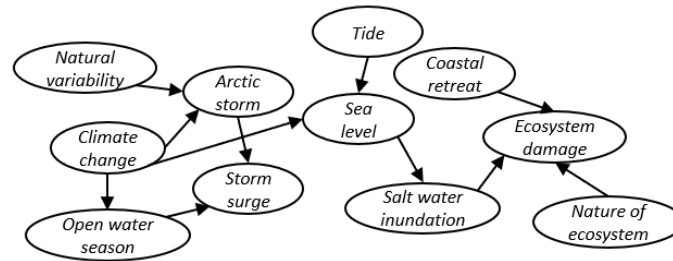 Tide
Natural
variability
Coastal
retreat
Arctic
storm
Sea
level
Climate
change
Ecosystem
damage
Storm
surge
Salt water
inundation
Open water
season
Nature of
ecosystem